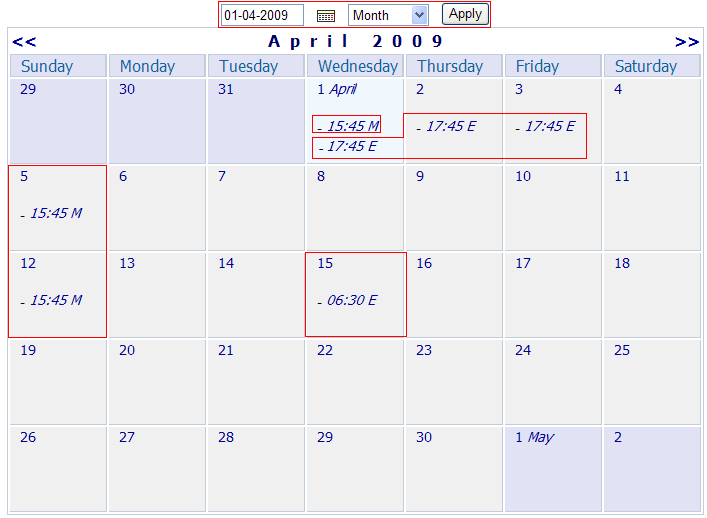 01-04-2009 Month Apply
<< April 2009 >>
Sunday Monday Tuesday Wednesday Thursday Friday Saturday
29 30 31 1 April 2 3 4
- 15:45 M - 17:45 E - 17:45 E
- 17:45 E
5 6 7 8 9 10 11
- 15:45 M
12 13 14 15 16 17 18
- 15:45 M - 06:30 E
19 20 21 22 23 24 25
26 27 28 29 30 1 May 2